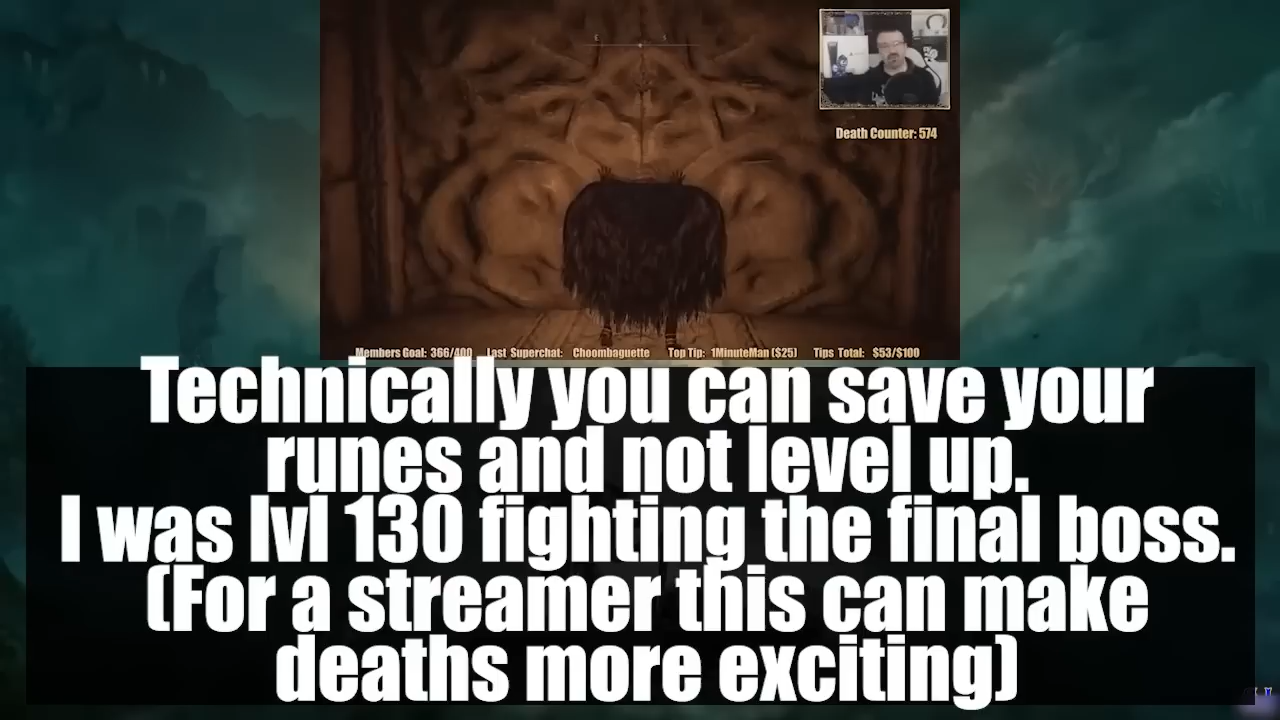 E S
Death Counter: 574
Members Goal: 366/400 Last Superchat: Choombaguette Top Tip: 1MinuteMan ($25) Tips Total: $53/$100
Technically you can save your
runes and not level up.
I was lvl 130 fighting the final boss.
(For a streamer this can make
deaths more exciting)